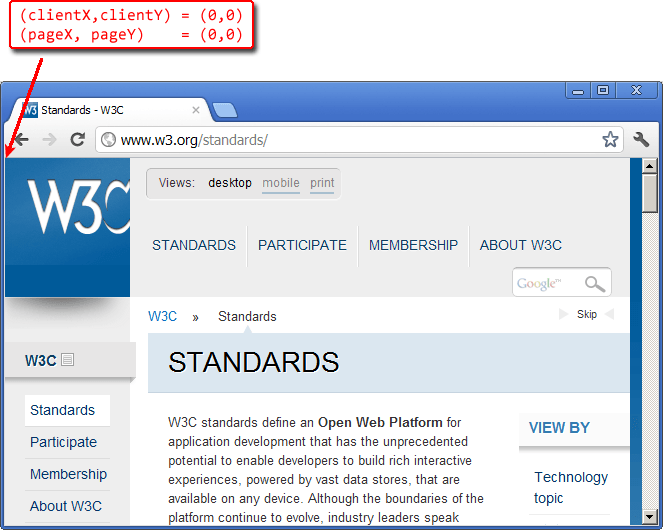 (clientX,clientY) = (0,0)
(pageX, pageY) = (0,0)
W3 Standards - W3C
www.w3.org/standards/
W3C
Views: desktop mobile print
STANDARDS PARTICIPATE MEMBERSHIP ABOUT W3C
Google™
W3C » Standards
Skip
W3C
STANDARDS
Standards
Participate
Membership
About W3C
W3C standards define an Open Web Platform for
application development that has the unprecedented
potential to enable developers to build rich interactive
experiences, powered by vast data stores, that are
available on any device. Although the boundaries of the
platform continue to evolve, industry leaders speak
VIEW BY
Technology
topic